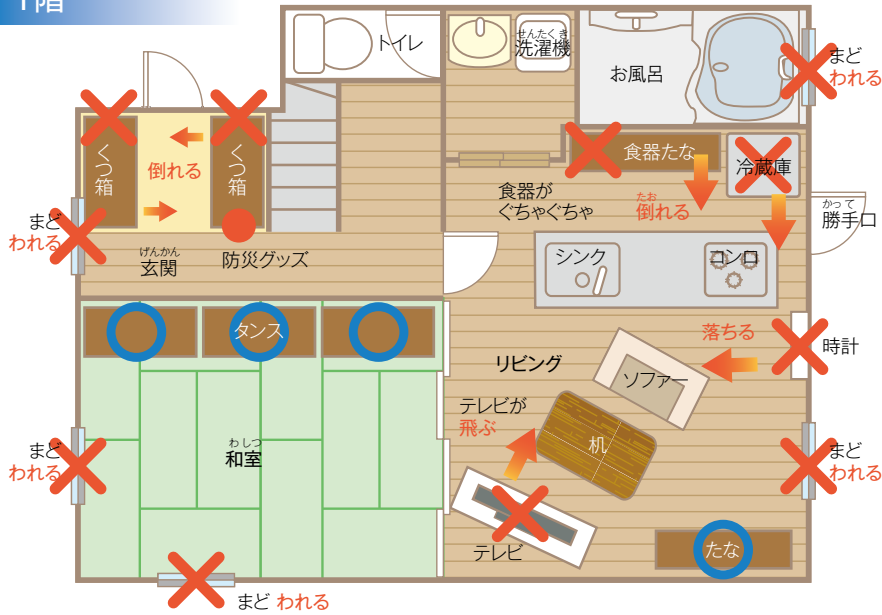 1階
トイレ
せんたくき
洗濯機
お風呂
まど
われる
くつ箱
倒れる
くつ箱
食器たな
冷蔵庫
食器が
ぐちゃぐちゃ
たお
倒れる
かって
勝手口
まど
われる
げんかん
玄関
防災グッズ
シンク
コンロ
タンス
落ちる
時計
リビング
ソファー
テレビが
飛ぶ
机
わしつ
和室
まど
われる
まど
われる
テレビ
たな
まど われる